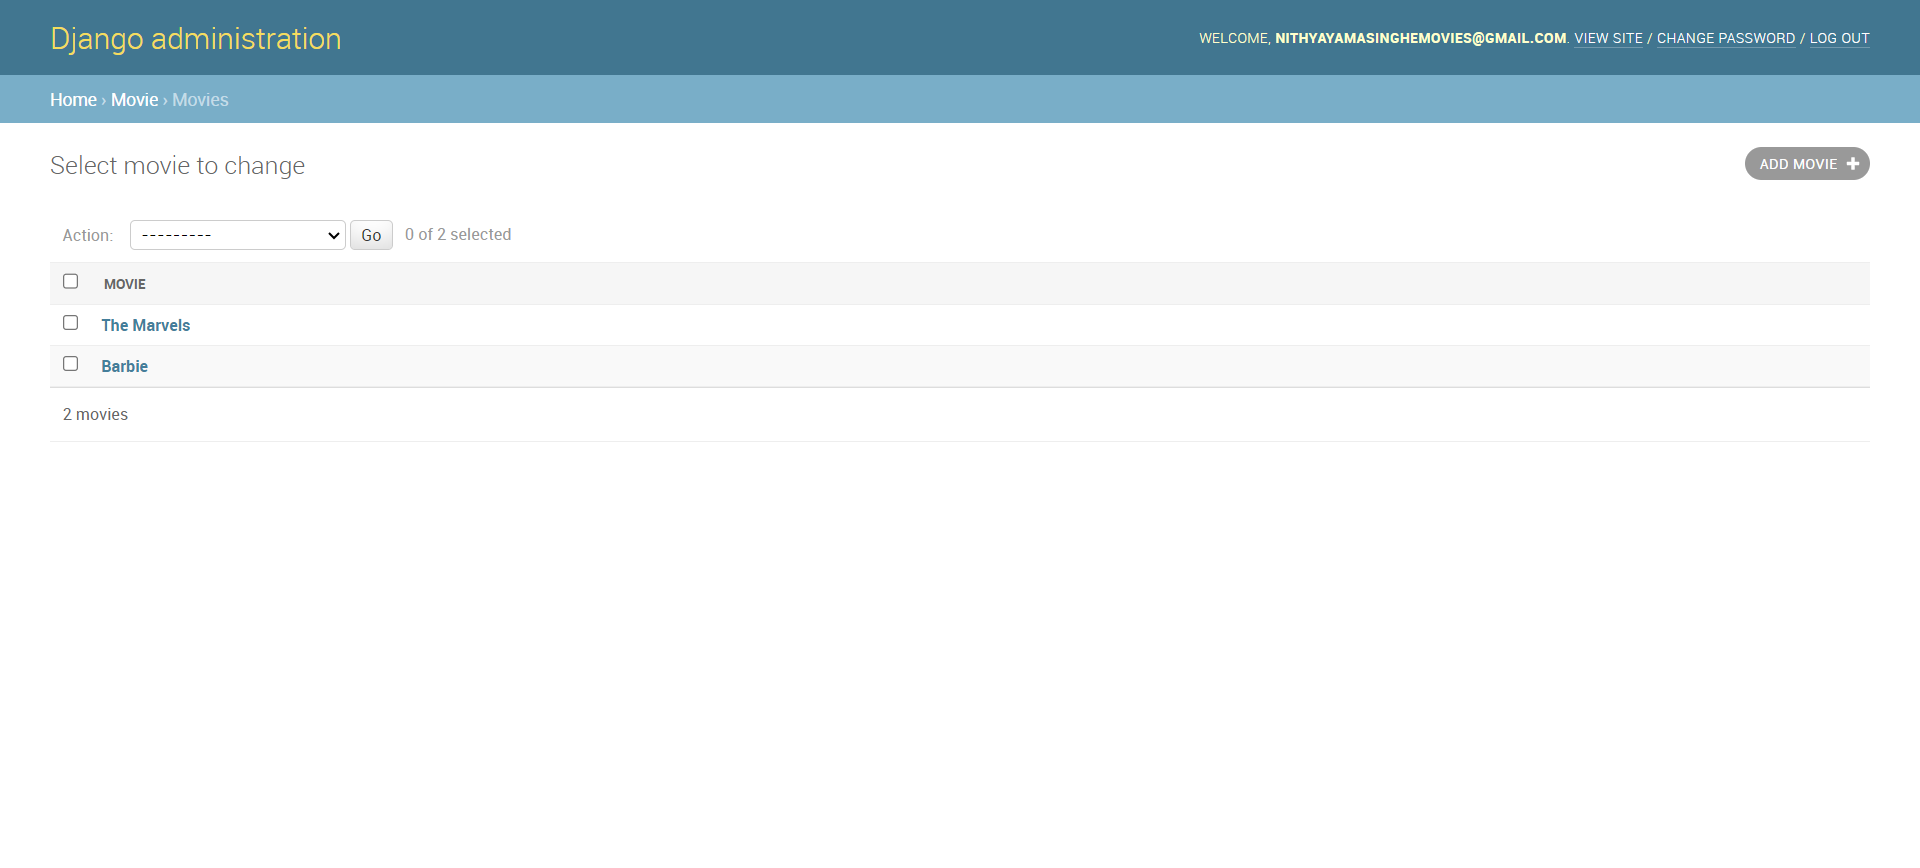 Django administration
WELCOME, NITHYAYAMASINGHEMOVIES@GMAIL.COM. VIEW SITE / CHANGE PASSWORD / LOG OUT
Home › Movie › Movies
Select movie to change
ADD MOVIE
Action: --------- Go 0 of 2 selected
MOVIE
The Marvels
Barbie
2 movies